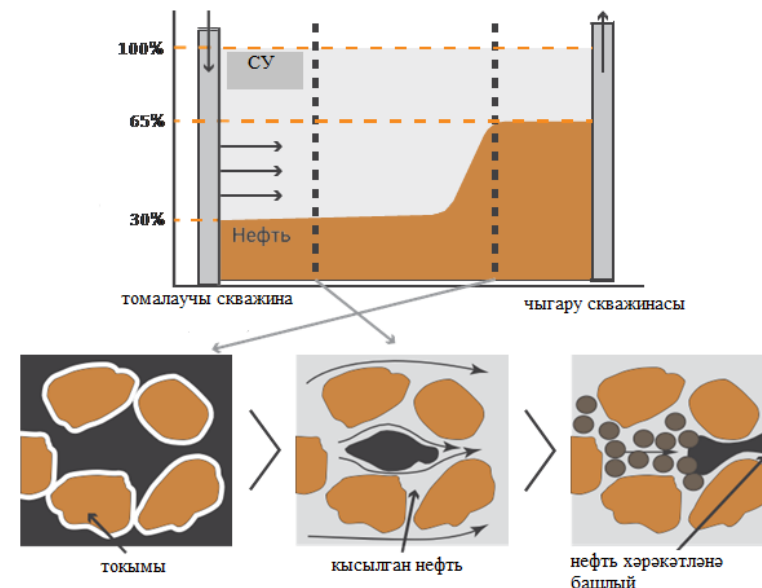 100%
СУ
65%
30%
Нефть
томалаучы скважина
чыгару скважинасы
токымы
кысылган нефть
нефть хәрәкәтләнә
башлый